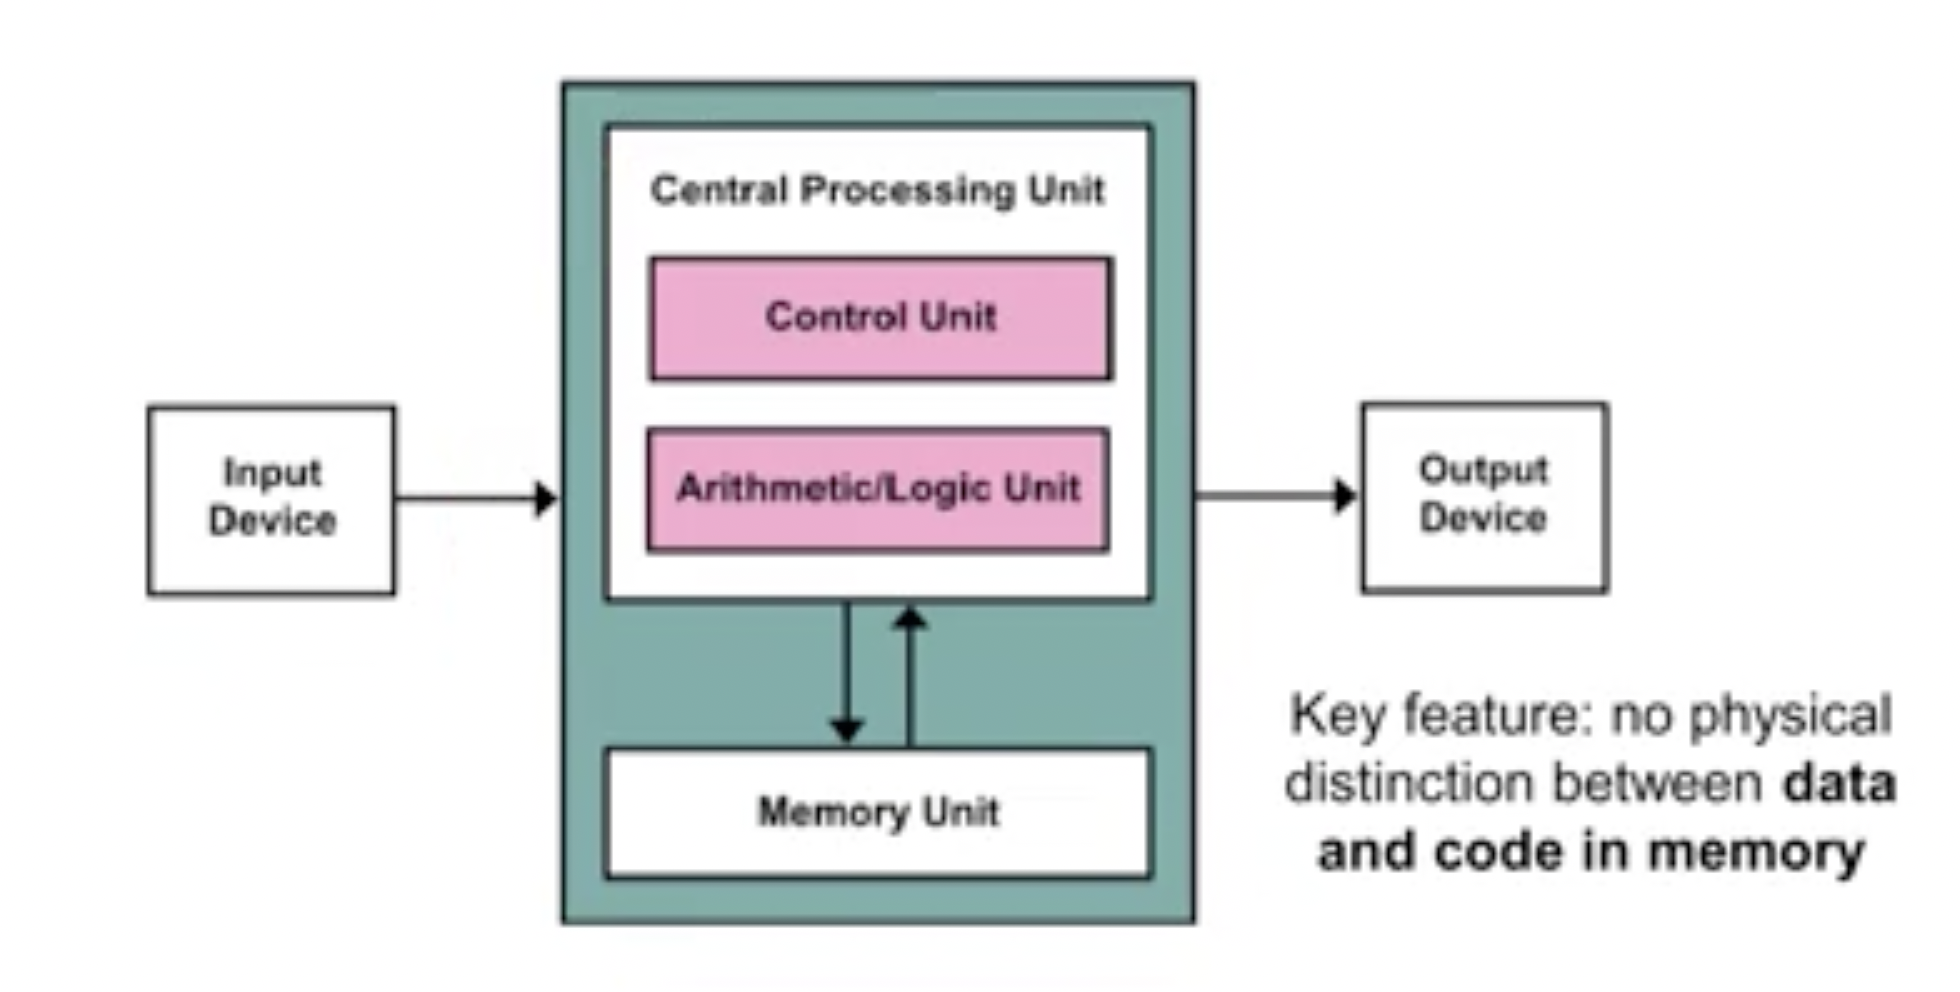 Central Processing Unit
Control Unit
Arithmetic/Logic Unit
Input
Device
Output
Device
Memory Unit
Key feature: no physical
distinction between data
and code in memory